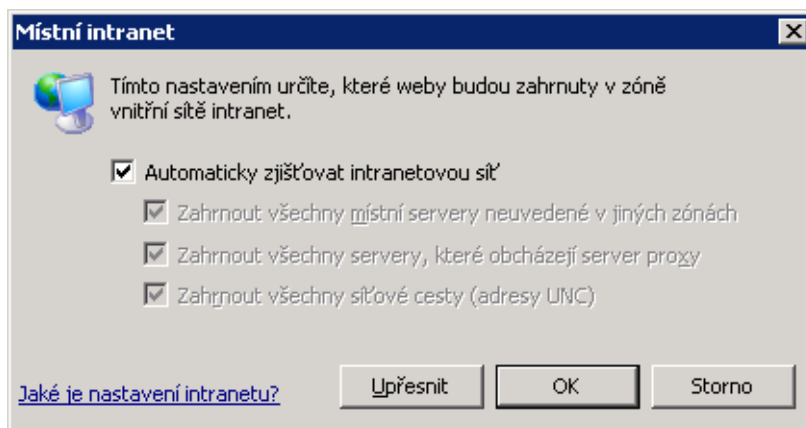 Místní intranet
Tímto nastavením určíte, které weby budou zahrnuty v zóně
vnitřní sítě intranet.
Automaticky zjišťovat intranetovou síť
Zahrnout všechny místní servery neuvedené v jiných zónách
Zahrnout všechny servery, které obcházejí server proxy
Zahrnout všechny síťové cesty (adresy UNC)
Jaké je nastavení intranetu?
Upřesnit
OK
Storno